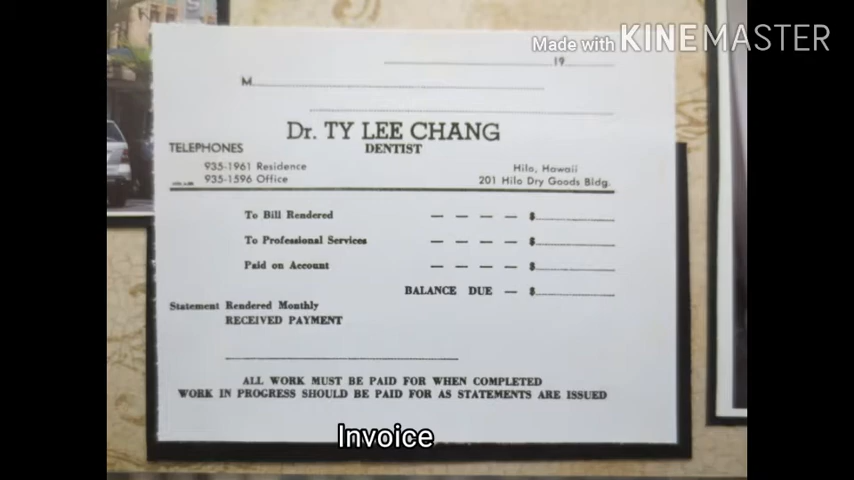 Made with KINEMASTER
19
M
Dr. TY LEE CHANG
DENTIST
TELEPHONES
935-1961 Residence
935-1596 Office
Hilo, Hawaii
201 Hilo Dry Goods Bldg.
To Bill Rendered — — — — $
To Professional Services — — — — $
Paid on Account — — — — $
BALANCE DUE — $
Statement Rendered Monthly
RECEIVED PAYMENT
ALL WORK MUST BE PAID FOR WHEN COMPLETED
WORK IN PROGRESS SHOULD BE PAID FOR AS STATEMENTS ARE ISSUED
Invoice